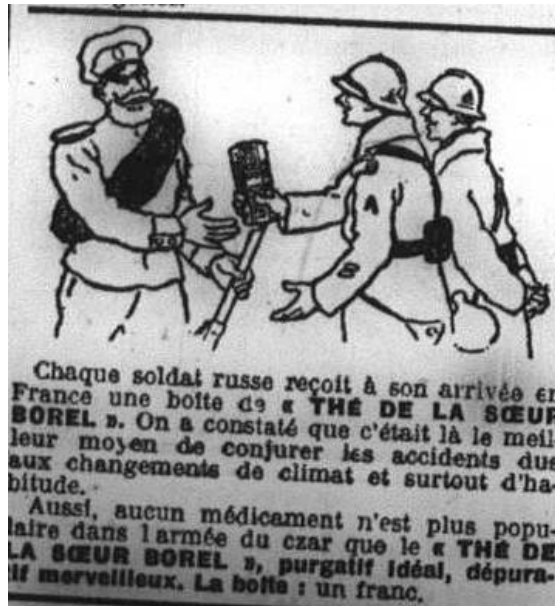 Chaque soldat russe reçoit à son arrivée en
France une boîte de « THÉ DE LA SŒUR
BOREL ». On a constaté que c'était là le meil
leur moyen de conjurer les accidents dus
aux changements de climat et surtout d'ha-
bitude.
Aussi, aucun médicament n'est plus popu-
laire dans l'armée du czar que le « THÉ DE
LA SŒUR BOREL », purgatif idéal, dépura-
tif merveilleux. La boîte : un franc.